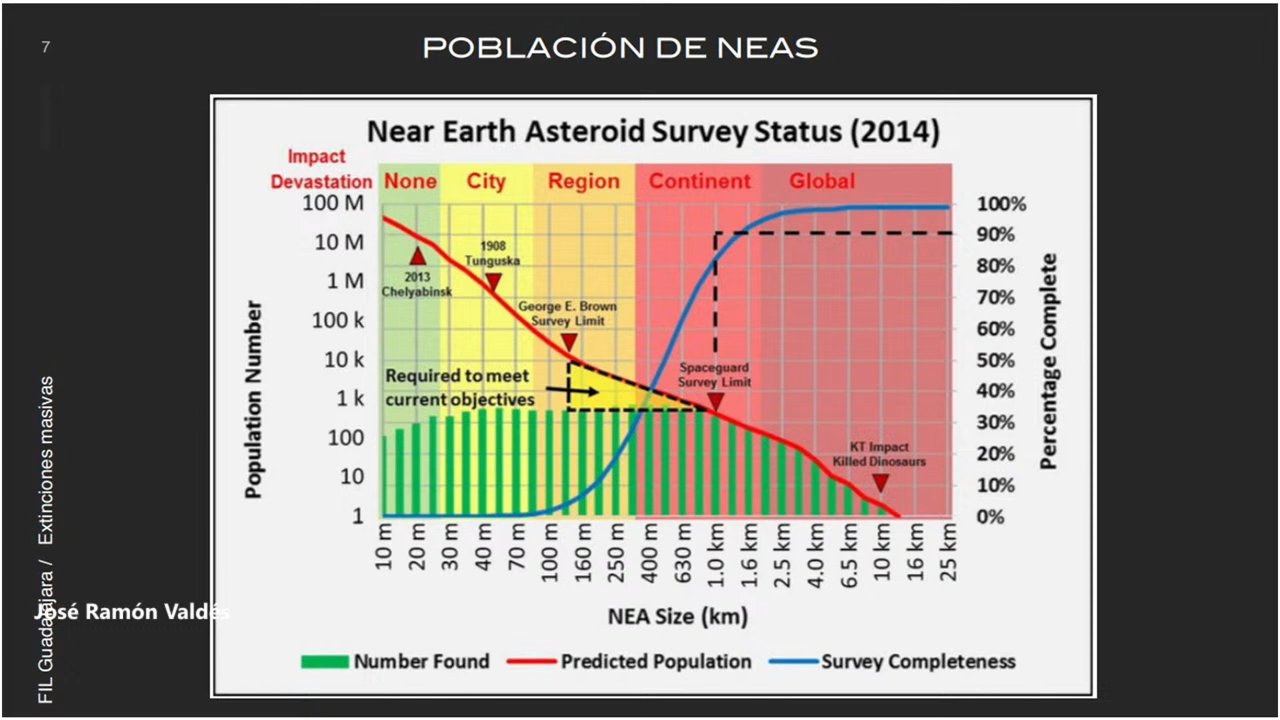 7
POBLACIÓN DE NEAS
Near Earth Asteroid Survey Status (2014)
Impact
Devastation
None
City
Region
Continent
Global
100 M
10 M
1 M
100 k
10 k
1 k
100
10
1
Population Number
100%
90%
80%
70%
60%
50%
40%
30%
20%
10%
0%
Percentage Complete
2013
Chelyabinsk
1908
Tunguska
George E. Brown
Survey Limit
Required to meet
current objectives
Spaceguard
Survey Limit
KT Impact
Killed Dinosaurs
10 m
20 m
30 m
40 m
70 m
100 m
160 m
250 m
400 m
630 m
1.0 km
1.6 km
2.5 km
4.0 km
6.5 km
10 km
16 km
25 km
NEA Size (km)
Number Found
Predicted Population
Survey Completeness
FIL Guadalajara / Extinciones masivas
José Ramón Valdés